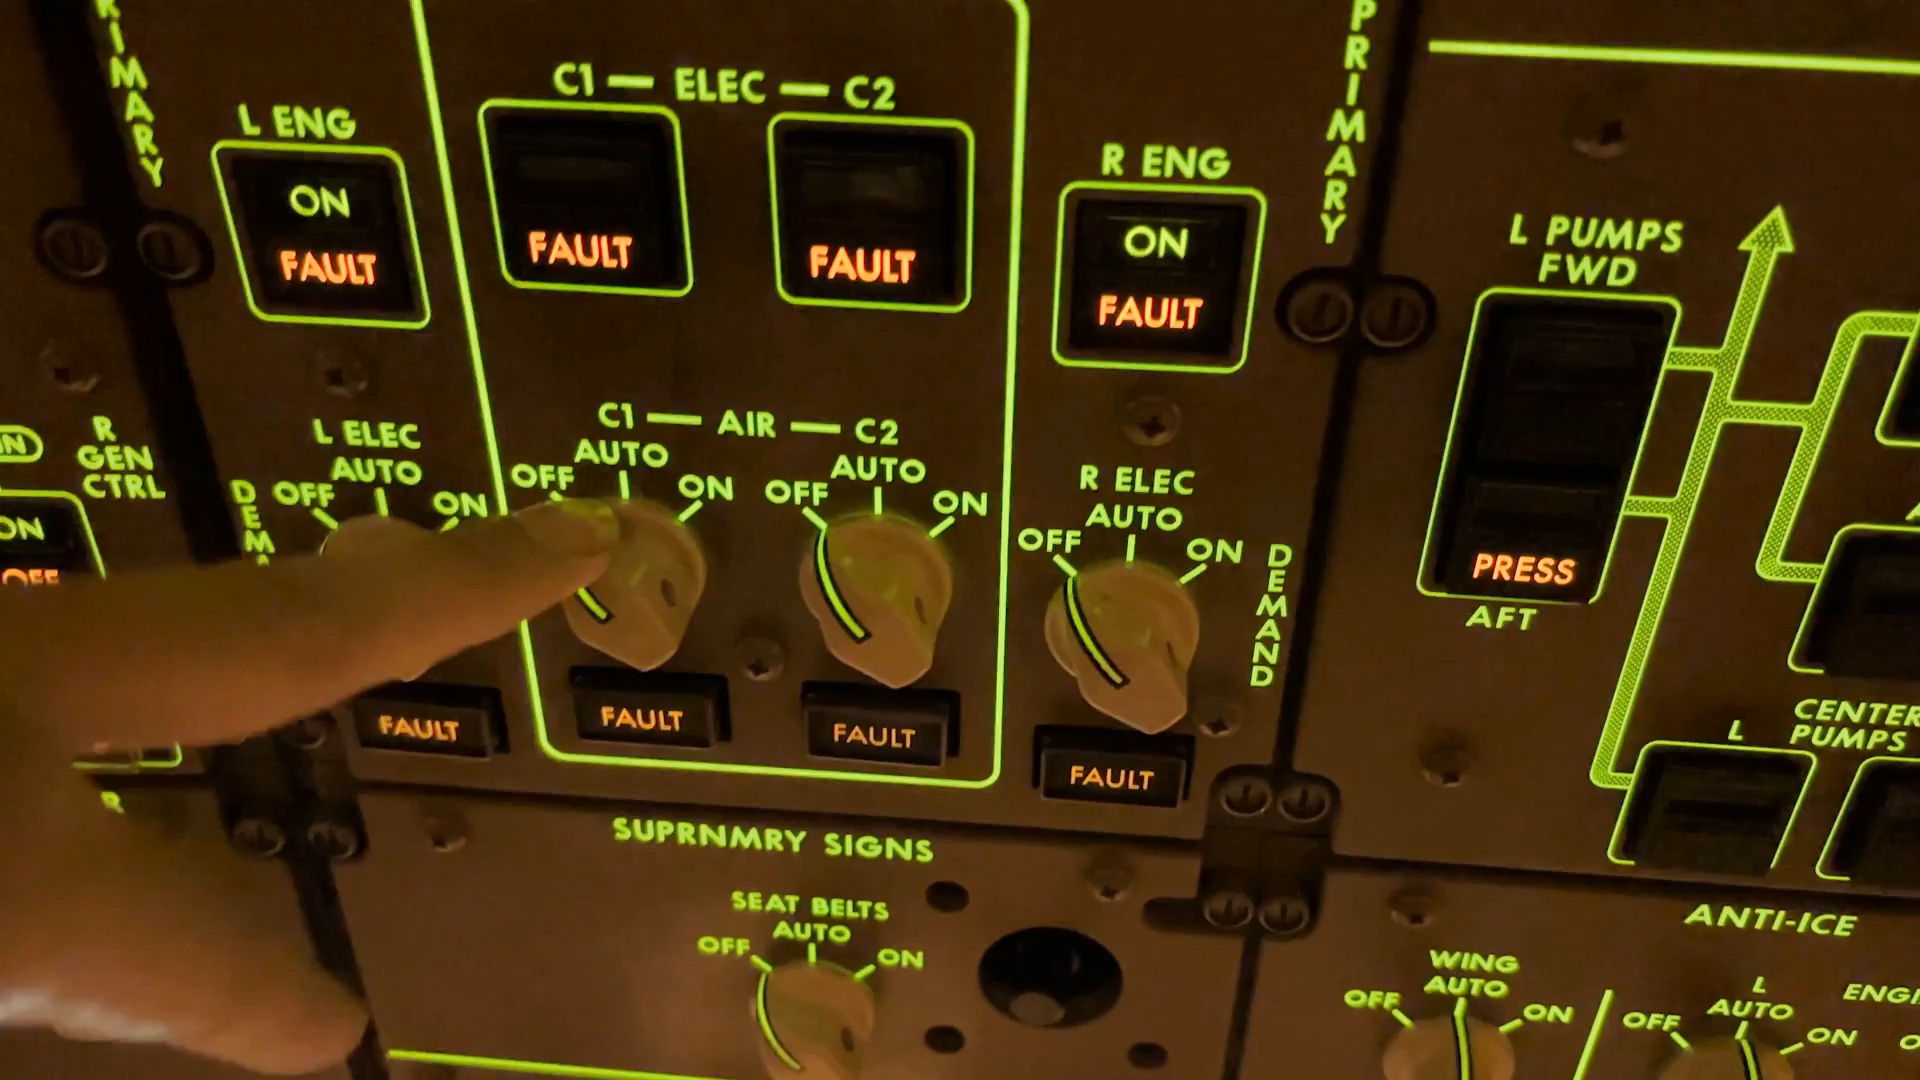 PRIMARY
L ENG
ON
FAULT
C1 — ELEC — C2
FAULT
FAULT
R ENG
ON
FAULT
PRIMARY
L PUMPS
FWD
PRESS
AFT
R
GEN
CTRL
ON
OFF
L ELEC
AUTO
OFF
ON
C1 — AIR — C2
AUTO
OFF
ON
AUTO
OFF
ON
R ELEC
AUTO
OFF
ON
DEMAND
FAULT
FAULT
FAULT
FAULT
L
CENTER
PUMPS
R
SUPRNMRY SIGNS
SEAT BELTS
AUTO
OFF
ON
ANTI-ICE
WING
AUTO
OFF
ON
L
AUTO
OFF
ON